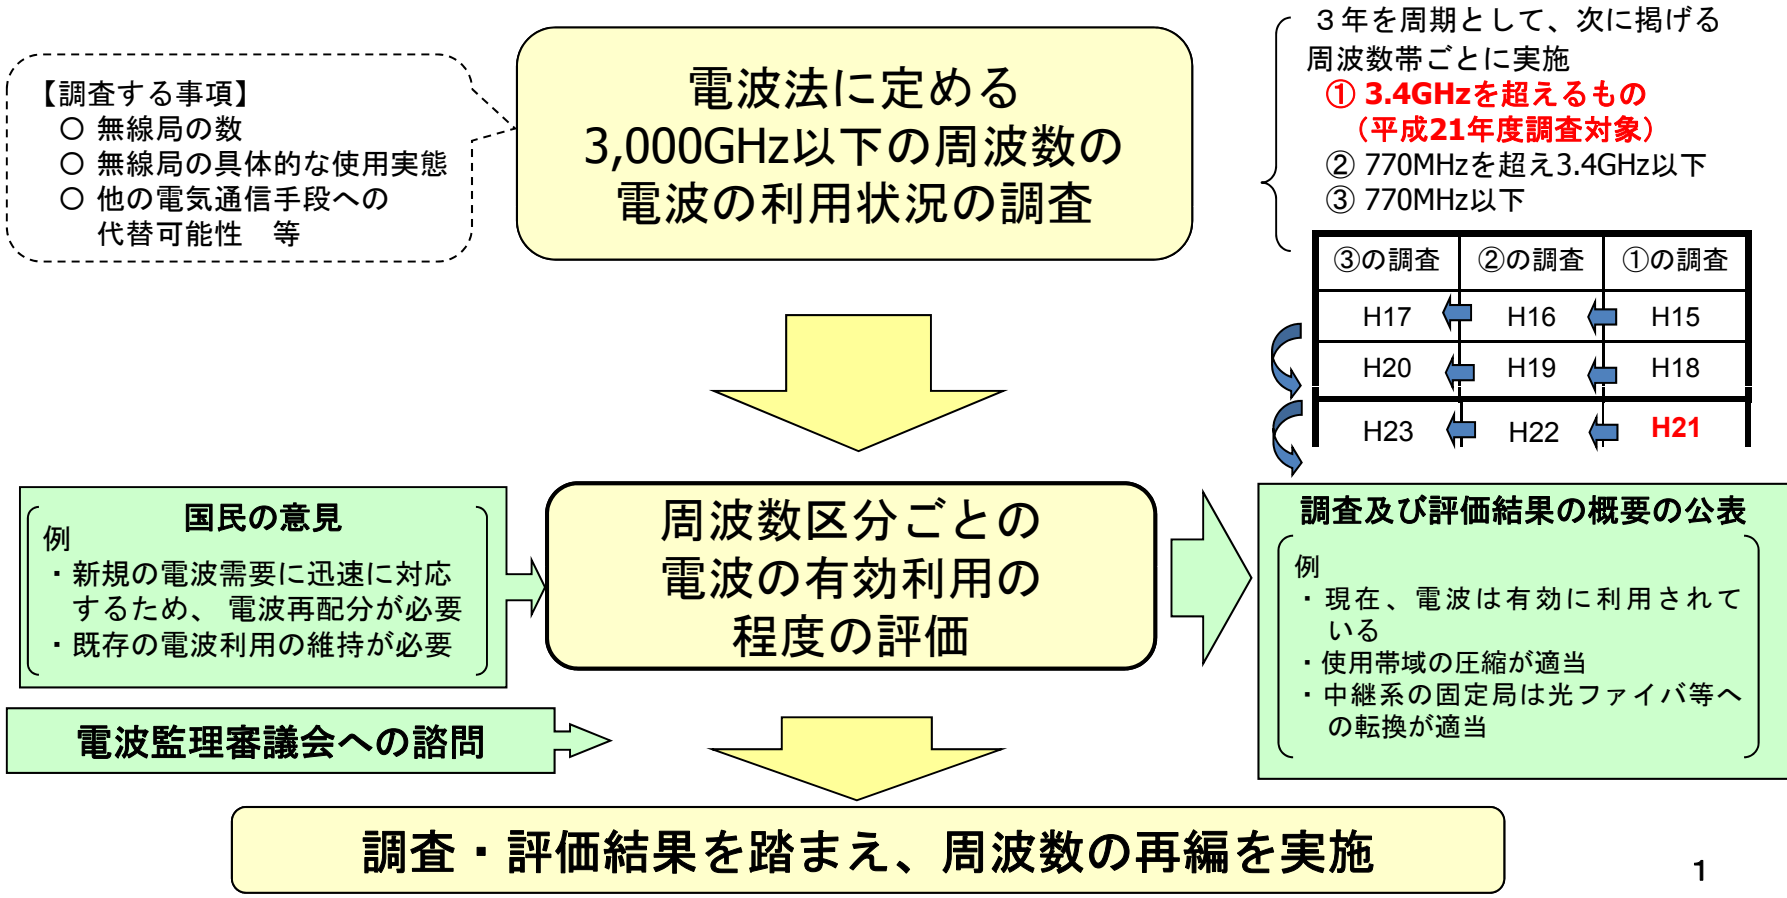 【調査する事項】
○ 無線局の数
○ 無線局の具体的な使用実態
○ 他の電気通信手段への
代替可能性　等
電波法に定める
3,000GHz以下の周波数の
電波の利用状況の調査
３年を周期として、次に掲げる
周波数帯ごとに実施
① 3.4GHzを超えるもの
（平成21年度調査対象）
② 770MHzを超え3.4GHz以下
③ 770MHz以下
③の調査 ②の調査 ①の調査
H17 H16 H15
H20 H19 H18
H23 H22 H21
国民の意見
例
・新規の電波需要に迅速に対応
するため、 電波再配分が必要
・既存の電波利用の維持が必要
周波数区分ごとの
電波の有効利用の
程度の評価
調査及び評価結果の概要の公表
例
・現在、電波は有効に利用されて
いる
・使用帯域の圧縮が適当
・中継系の固定局は光ファイバ等へ
の転換が適当
電波監理審議会への諮問
調査・評価結果を踏まえ、周波数の再編を実施
1